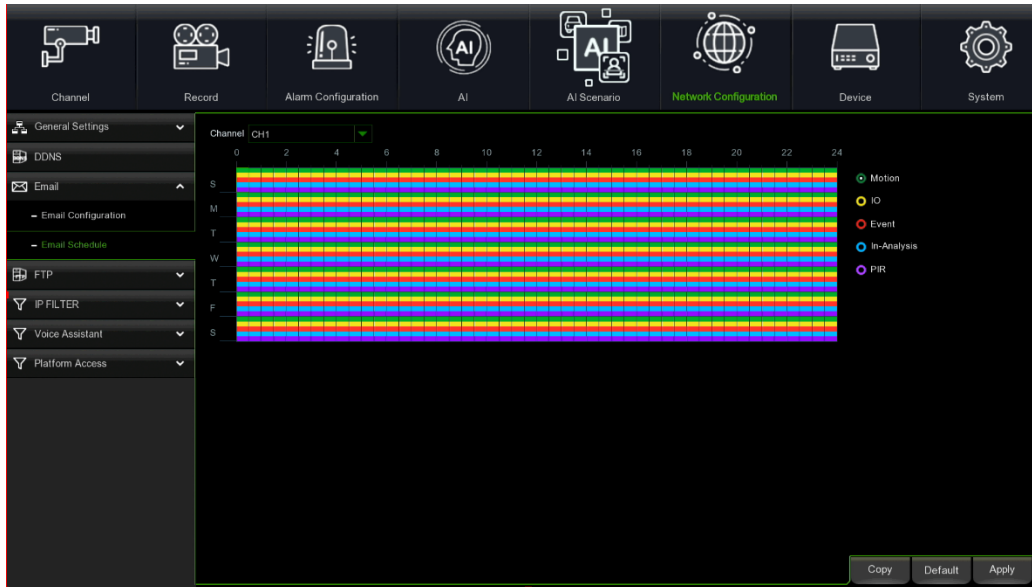 Channel Record Alarm Configuration AI AI Scenario Network Configuration Device System
General Settings
DDNS
Email
Email Configuration
Email Schedule
FTP
IP FILTER
Voice Assistant
Platform Access
Channel CH1
0 2 4 6 8 10 12 14 16 18 20 22 24
S
M
T
W
T
F
S
Motion
IO
Event
In-Analysis
PIR
Copy Default Apply